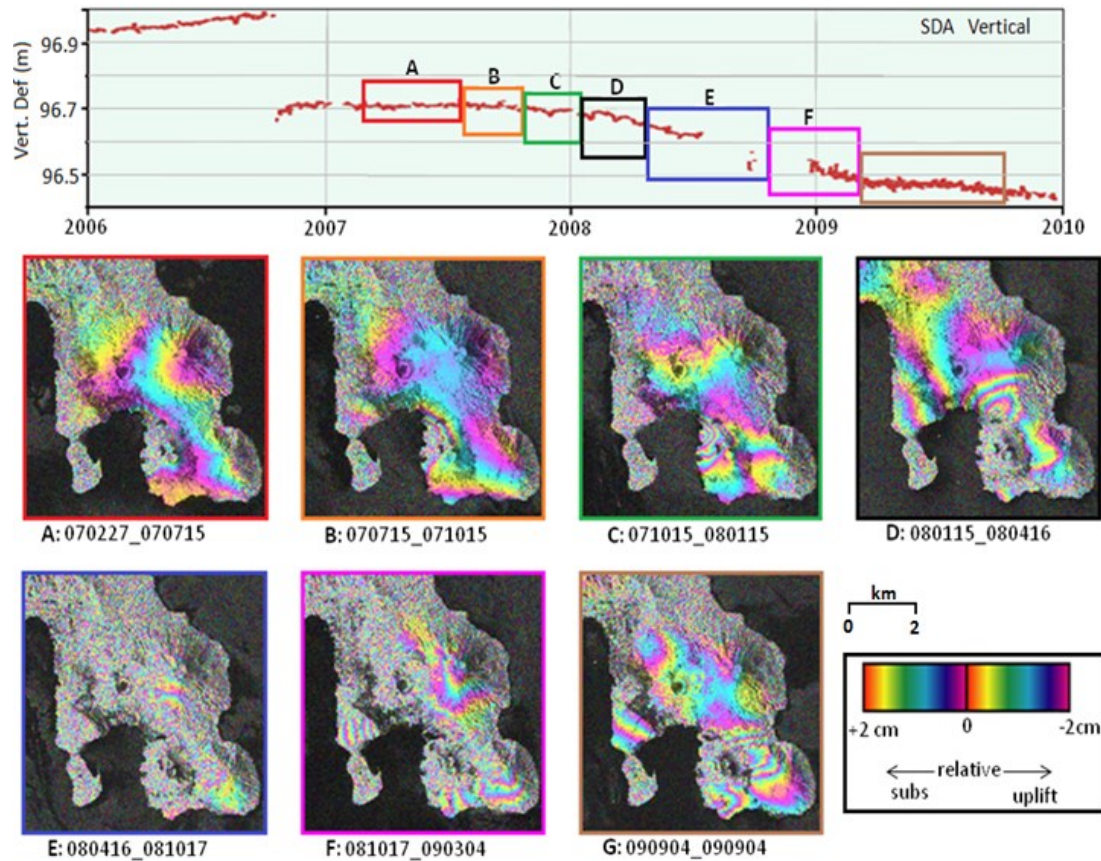 SDA Vertical
Vert. Def (m)
96.9
96.7
96.5
A
B
C
D
E
F
2006
2007
2008
2009
2010
A: 070227_070715
B: 070715_071015
C: 071015_080115
D: 080115_080416
E: 080416_081017
F: 081017_090304
G: 090904_090904
km
0 2
+2 cm 0 -2cm
relative
subs uplift